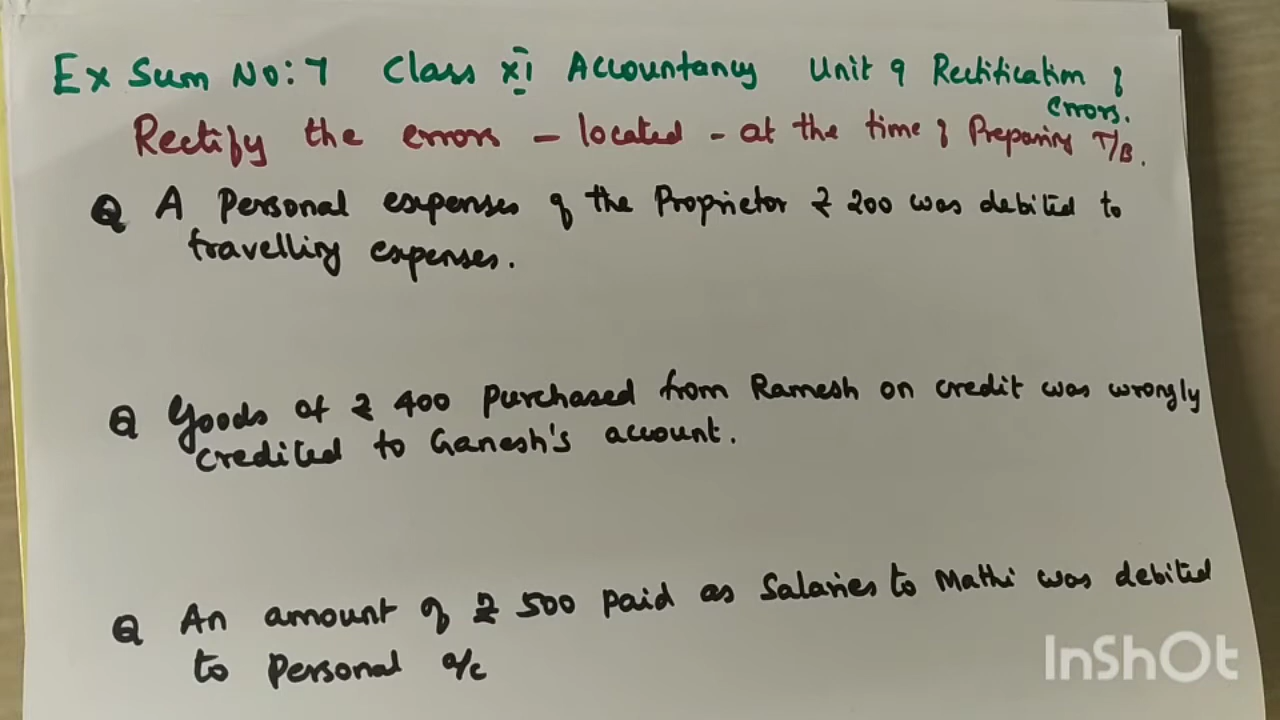 Ex Sum No: 7 Class XI Accountancy Unit 9 Rectification of
Errors.
Rectify the errors - located - at the time of Preparing T/B.
Q A Personal expenses of the Proprietor ₹ 200 was debited to
travelling expenses.
Q Goods of ₹ 400 purchased from Ramesh on credit was wrongly
credited to Ganesh's account.
Q An amount of ₹ 500 paid as Salaries to Mathi was debited
to personal a/c
InShOt